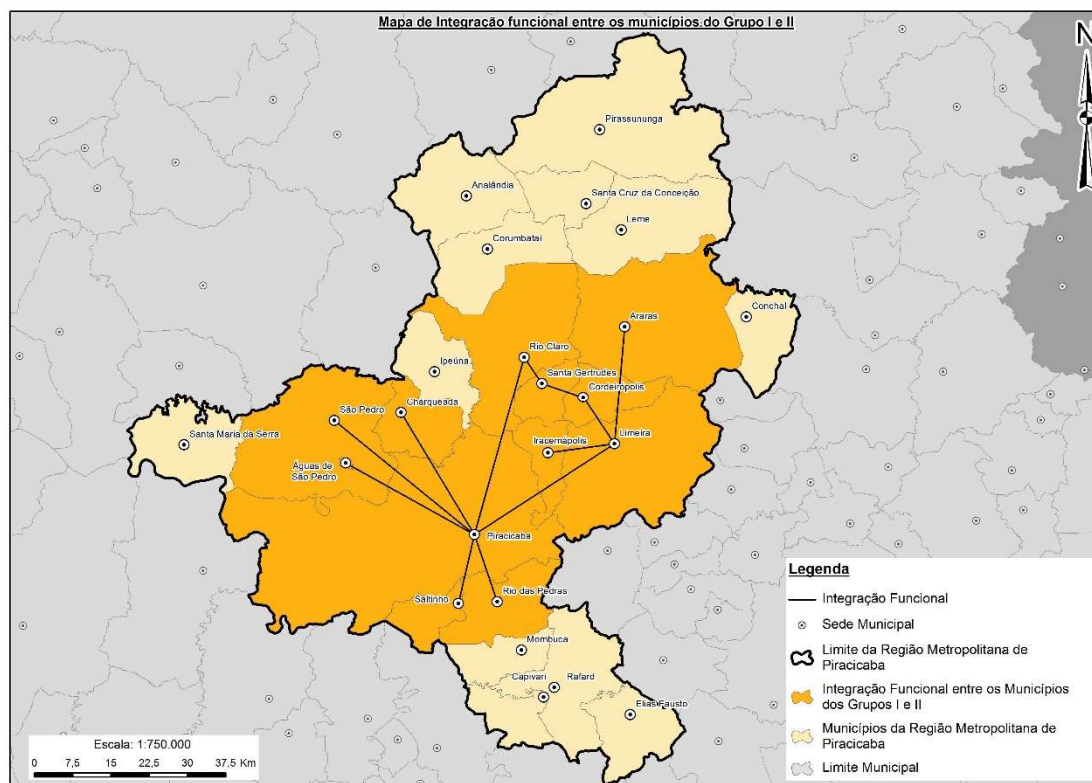 Mapa de Integração funcional entre os municípios do Grupo I e II
N
Pirassununga
Analândia
Santa Cruz da Conceição
Leme
Corumbataí
Conchal
Araras
Rio Claro
Ipeúna
Santa Gertrudes
Cordeirópolis
Charqueada
São Pedro
Limeira
Santa Maria da Serra
Iracemápolis
Águas de
São Pedro
Piracicaba
Saltinho
Rio das Pedras
Mombuca
Capivari
Rafard
Elias Fausto
Legenda
Integração Funcional
Sede Municipal
Limite da Região Metropolitana de
Piracicaba
Integração Funcional entre os Municípios
dos Grupos I e II
Municípios da Região Metropolitana de
Piracicaba
Limite Municipal
Escala: 1:750.000
0 7,5 15 22,5 30 37,5 Km